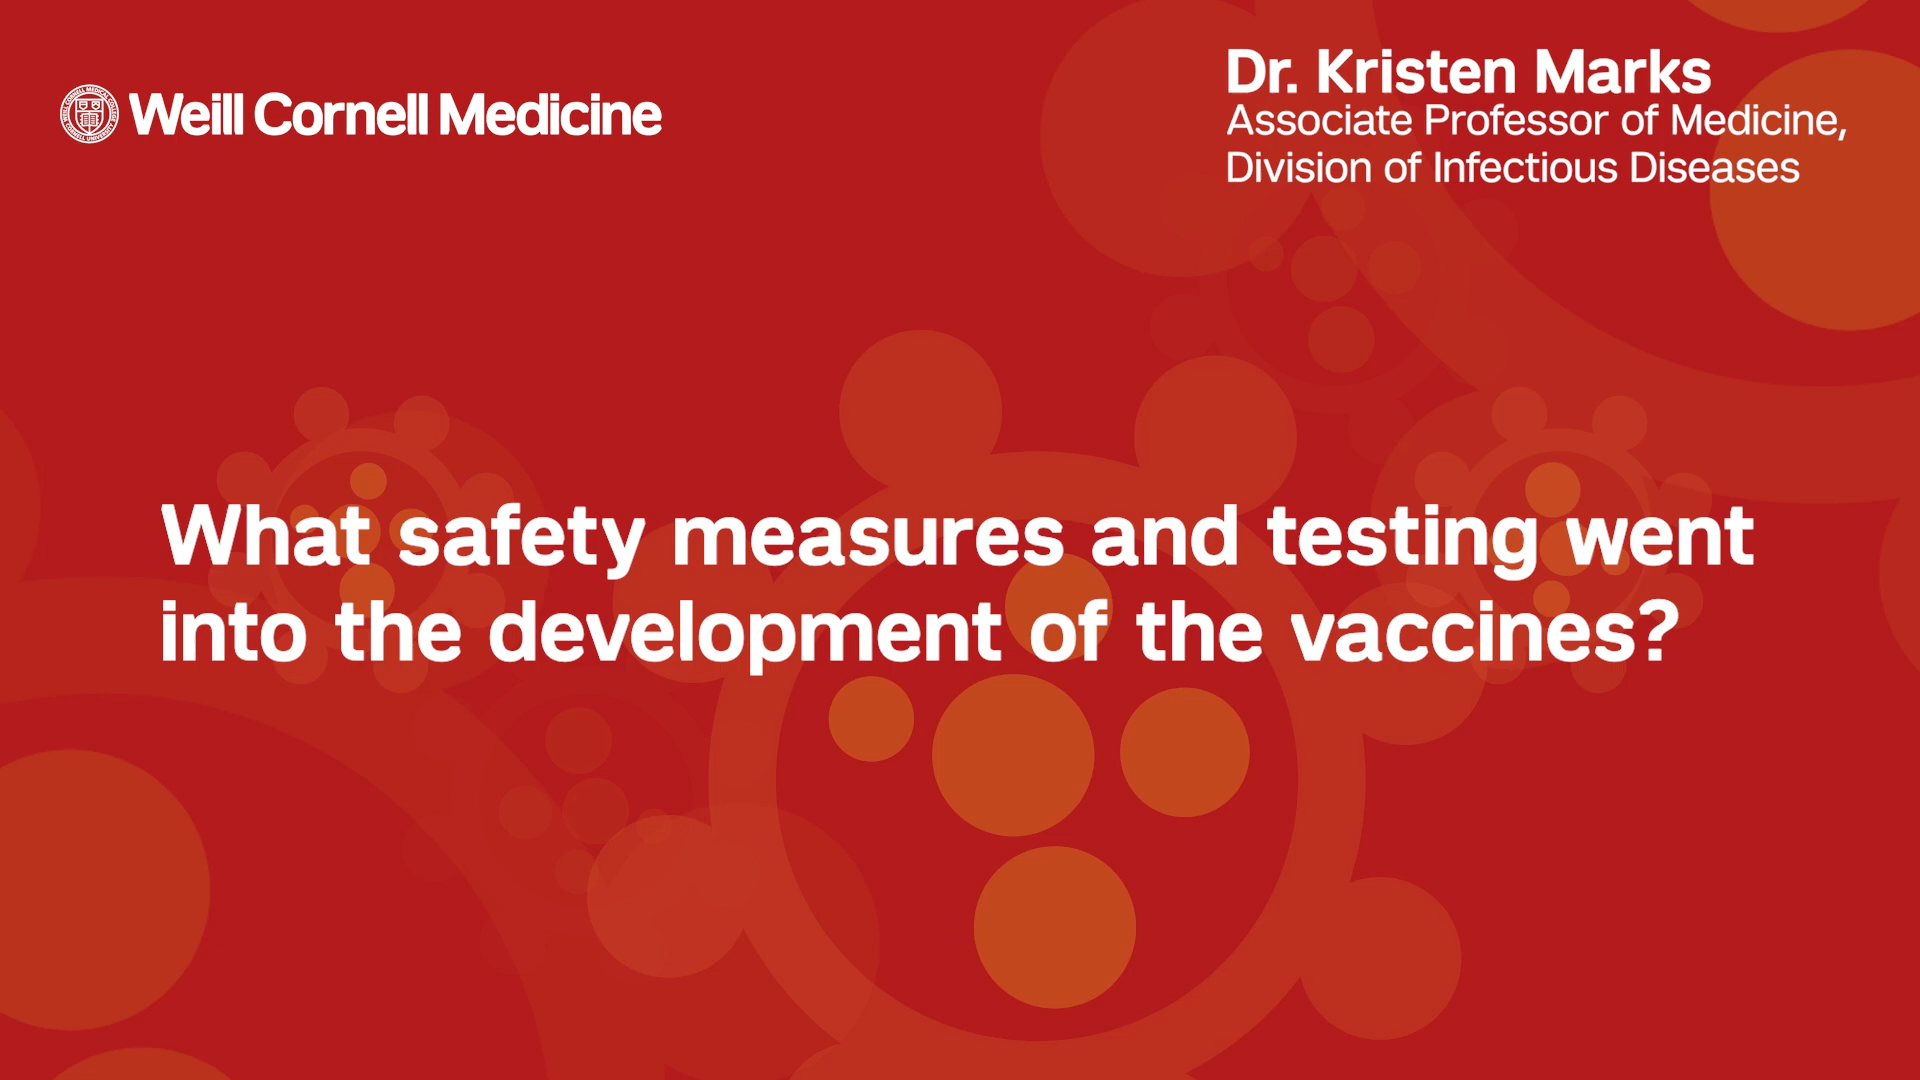 Weill Cornell Medicine
Dr. Kristen Marks
Associate Professor of Medicine,
Division of Infectious Diseases
What safety measures and testing went
into the development of the vaccines?